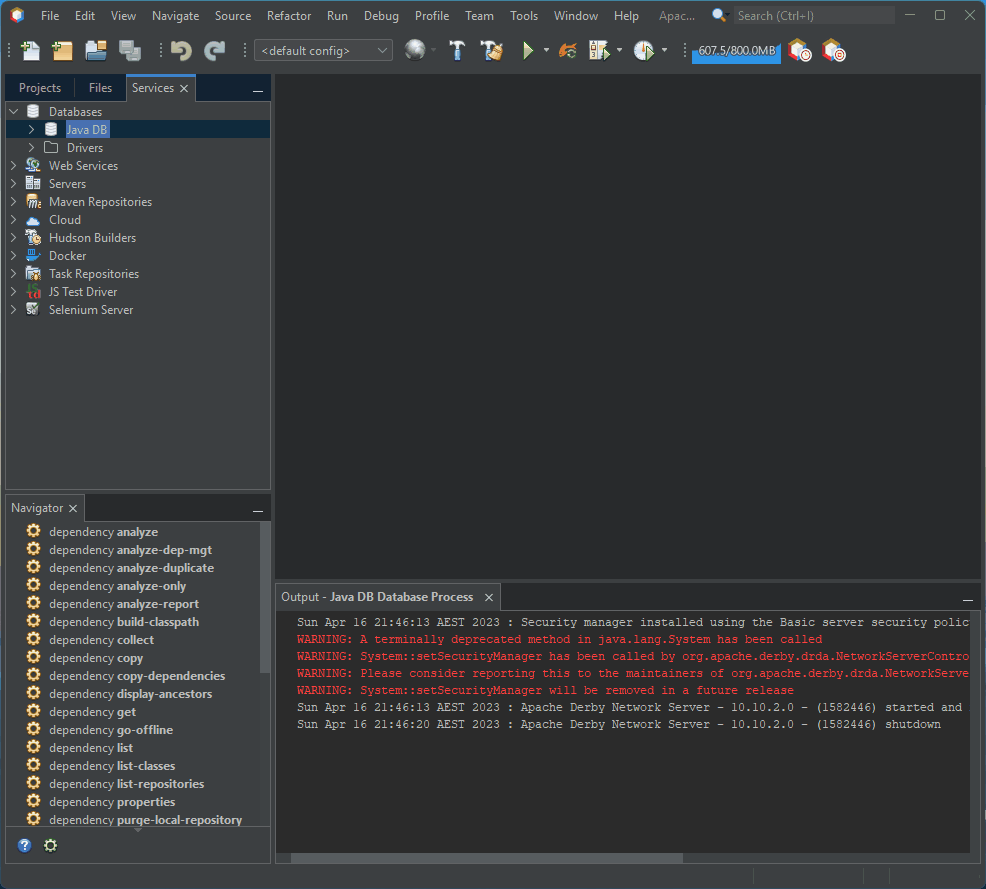 File Edit View Navigate Source Refactor Run Debug Profile Team Tools Window Help Apac... Search (Ctrl+I)
<default config> 607.5/800.0MB
Projects Files Services
Databases
Java DB
Drivers
Web Services
Servers
Maven Repositories
Cloud
Hudson Builders
Docker
Task Repositories
JS Test Driver
Selenium Server
Navigator
dependency analyze
dependency analyze-dep-mgt
dependency analyze-duplicate
dependency analyze-only
dependency analyze-report
dependency build-classpath
dependency collect
dependency copy
dependency copy-dependencies
dependency display-ancestors
dependency get
dependency go-offline
dependency list
dependency list-classes
dependency list-repositories
dependency properties
dependency purge-local-repository
Output - Java DB Database Process
Sun Apr 16 21:46:13 AEST 2023 : Security manager installed using the Basic server security polic
WARNING: A terminally deprecated method in java.lang.System has been called
WARNING: System::setSecurityManager has been called by org.apache.derby.drda.NetworkServerContro
WARNING: Please consider reporting this to the maintainers of org.apache.derby.drda.NetworkServe
WARNING: System::setSecurityManager will be removed in a future release
Sun Apr 16 21:46:13 AEST 2023 : Apache Derby Network Server - 10.10.2.0 - (1582446) started and
Sun Apr 16 21:46:20 AEST 2023 : Apache Derby Network Server - 10.10.2.0 - (1582446) shutdown